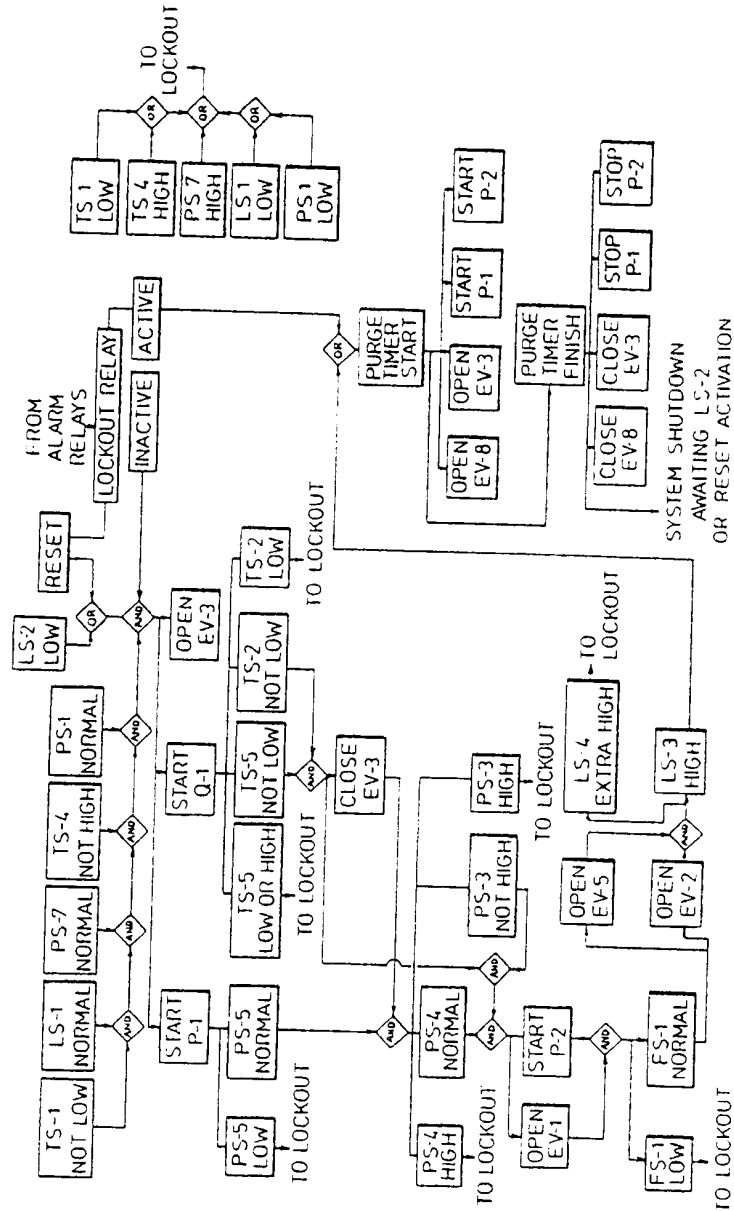 TS-1
NOT LOW
LS-1
NORMAL
PS-7
NORMAL
TS-4
NOT HIGH
PS-1
NORMAL
AND
AND
AND
AND
LS-2
LOW
OR
RESET
AND
FROM
ALARM
RELAYS
LOCKOUT RELAY
INACTIVE
ACTIVE
TS 1
LOW
TS 4
HIGH
PS 7
HIGH
LS 1
LOW
PS 1
LOW
OR
OR
OR
TO
LOCKOUT
START
P-1
START
Q-1
OPEN
EV-3
PS-5
LOW
TO LOCKOUT
PS-5
NORMAL
TS-5
LOW OR HIGH
TO LOCKOUT
TS-5
NOT LOW
TS-2
NOT LOW
TS-2
LOW
TO LOCKOUT
AND
CLOSE
EV-3
AND
PS-4
HIGH
TO LOCKOUT
PS-4
NORMAL
PS-3
NOT HIGH
PS-3
HIGH
TO LOCKOUT
AND
AND
OPEN
EV-1
START
P-2
AND
FS-1
LOW
TO LOCKOUT
FS-1
NORMAL
OPEN
EV-5
OPEN
EV-2
AND
LS-4
EXTRA HIGH
TO
LOCKOUT
LS-3
HIGH
OR
PURGE
TIMER
START
OPEN
EV-8
OPEN
EV-3
START
P-1
START
P-2
PURGE
TIMER
FINISH
CLOSE
EV-8
CLOSE
EV-3
STOP
P-1
STOP
P-2
SYSTEM SHUTDOWN
AWAITING LS-2
OR RESET ACTIVATION